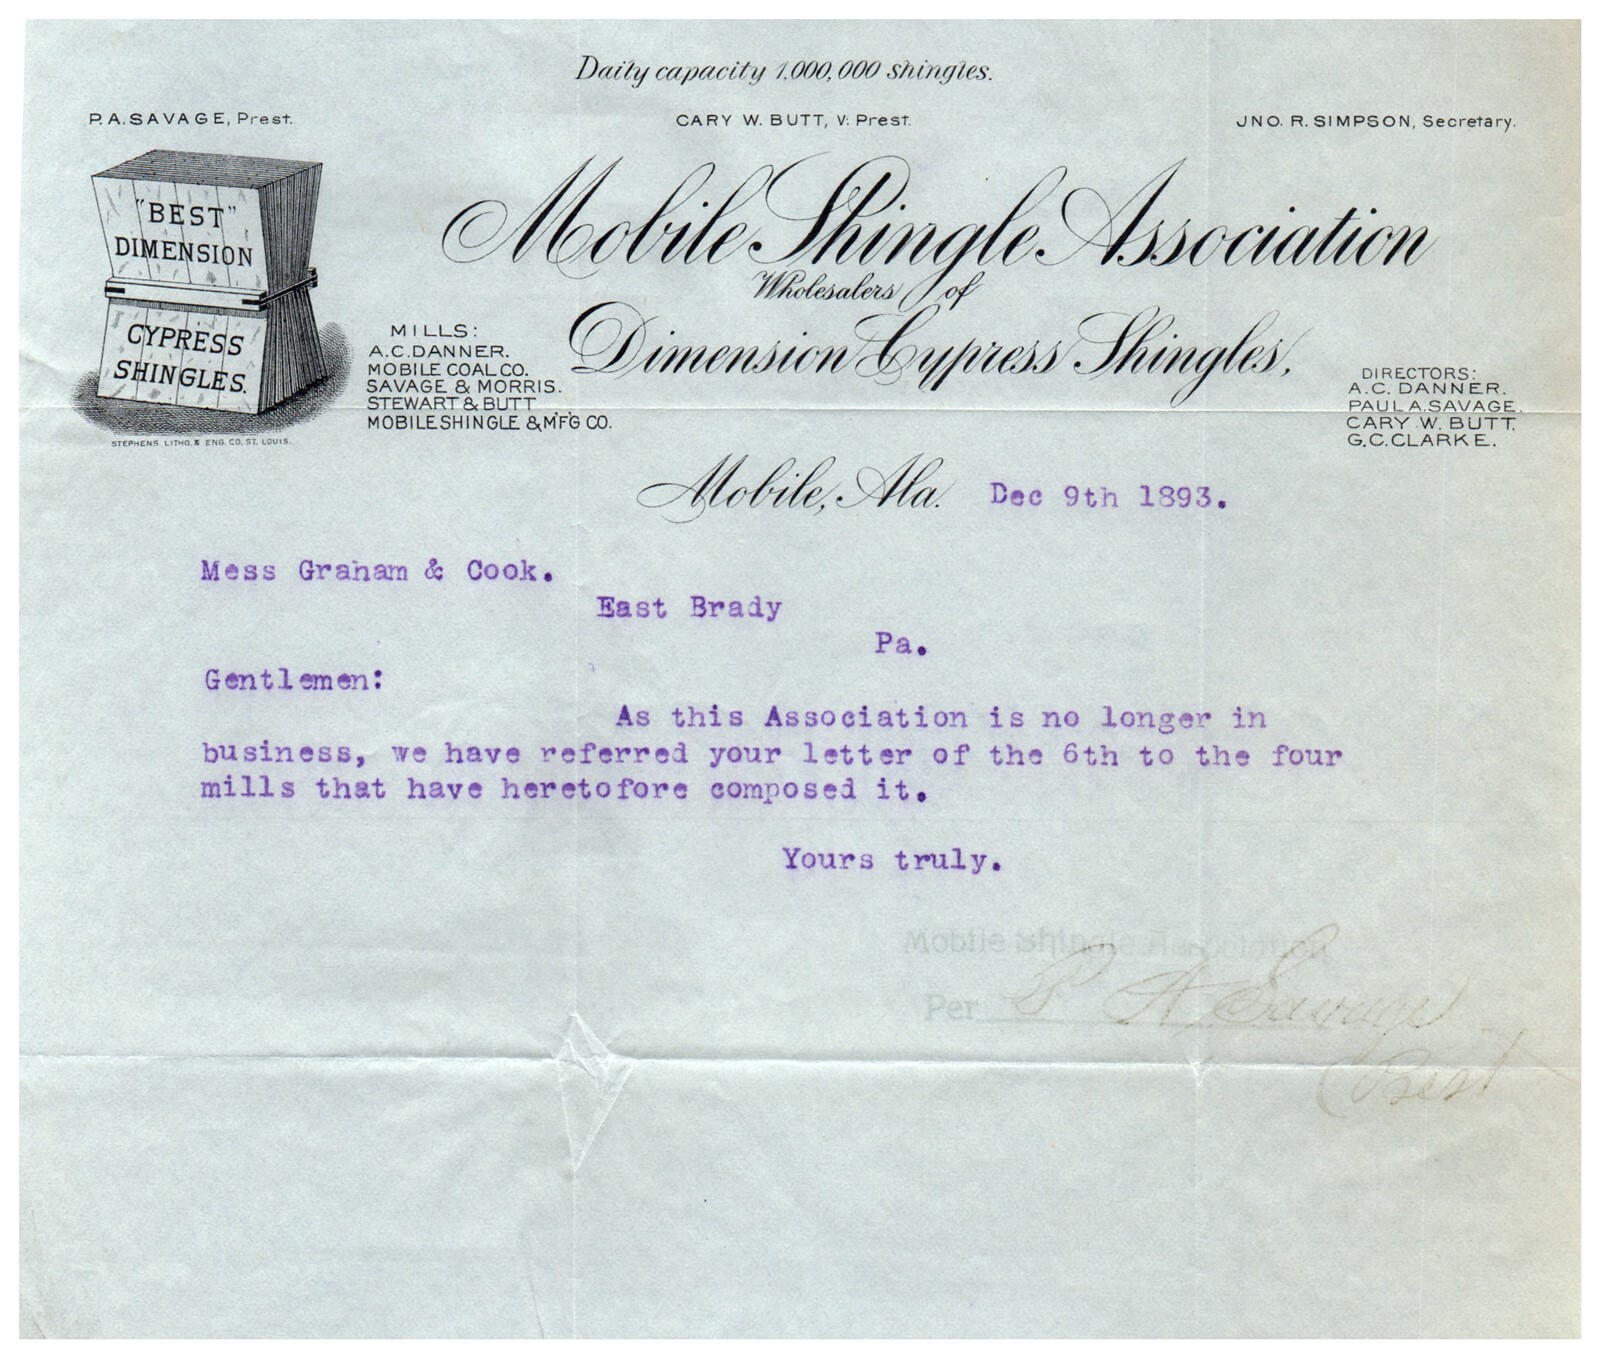 Daily capacity 1,000,000 shingles.
P. A. SAVAGE, Prest.
CARY W. BUTT, V. Prest.
JNO. R. SIMPSON, Secretary.
"BEST"
DIMENSION
CYPRESS
SHINGLES.
STEPHENS LITHO. & ENG. CO. ST. LOUIS.
Mobile Shingle Association
Wholesalers of
Dimension Cypress Shingles,
MILLS:
A.C. DANNER.
MOBILE COAL CO.
SAVAGE & MORRIS.
STEWART & BUTT
MOBILE SHINGLE & M'F'G CO.
DIRECTORS:
A.C. DANNER.
PAUL A. SAVAGE.
CARY W. BUTT.
G.C. CLARKE.
Mobile, Ala. Dec 9th 1893.
Mess Graham & Cook.
East Brady
Pa.
Gentlemen:
As this Association is no longer in
business, we have referred your letter of the 6th to the four
mills that have heretofore composed it.
Yours truly.
Mobile Shingle Association
Per P A Savage
Prest